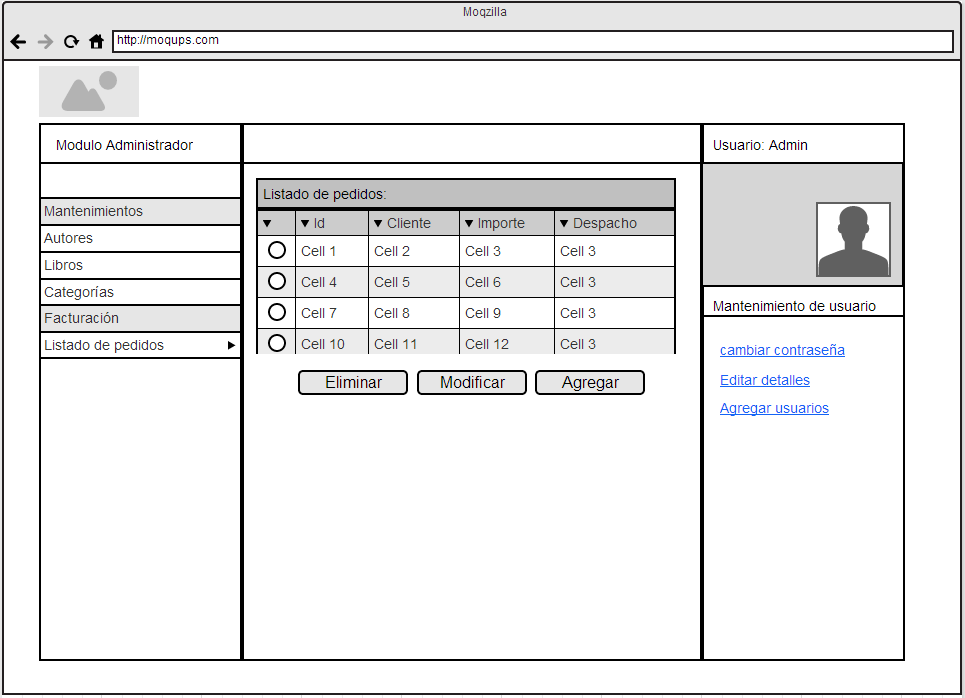 Moqzilla
http://moqups.com
Modulo Administrador
Usuario: Admin
Mantenimientos
Autores
Libros
Categorías
Facturación
Listado de pedidos
Listado de pedidos:
Id Cliente Importe Despacho
Cell 1 Cell 2 Cell 3 Cell 3
Cell 4 Cell 5 Cell 6 Cell 3
Cell 7 Cell 8 Cell 9 Cell 3
Cell 10 Cell 11 Cell 12 Cell 3
Eliminar Modificar Agregar
Mantenimiento de usuario
cambiar contraseña
Editar detalles
Agregar usuarios